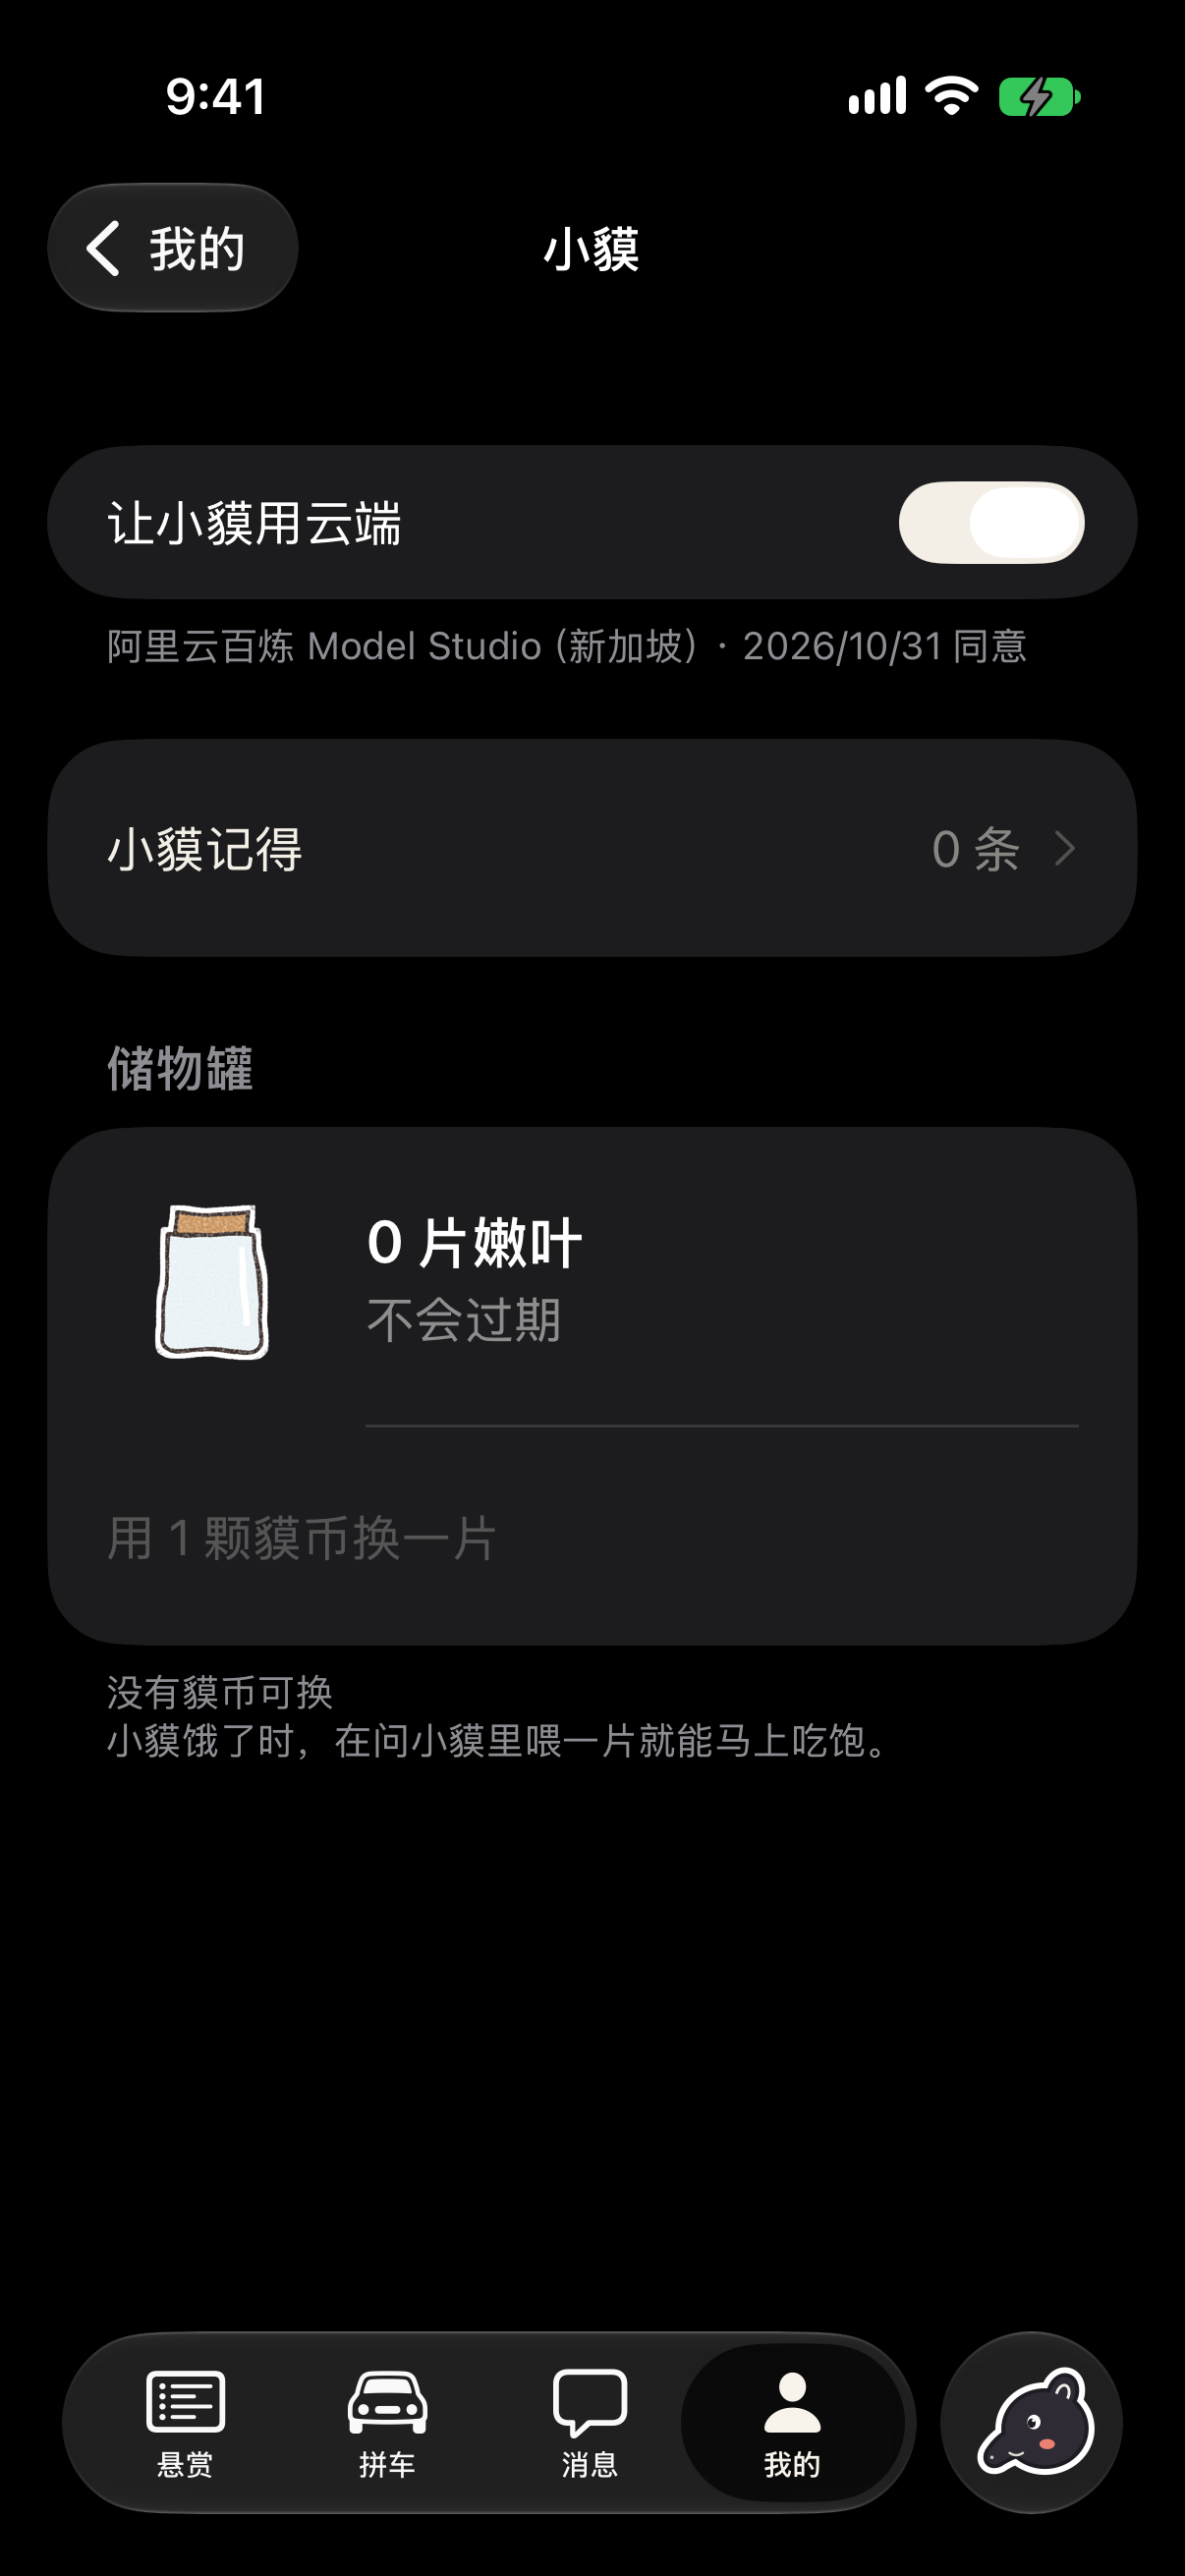 9:41
我的
小貘
让小貘用云端
阿里云百炼 Model Studio（新加坡）· 2026/10/31 同意
小貘记得
0 条
储物罐
0 片嫩叶
不会过期
用 1 颗貘币换一片
没有貘币可换
小貘饿了时，在问小貘里喂一片就能马上吃饱。
悬赏
拼车
消息
我的